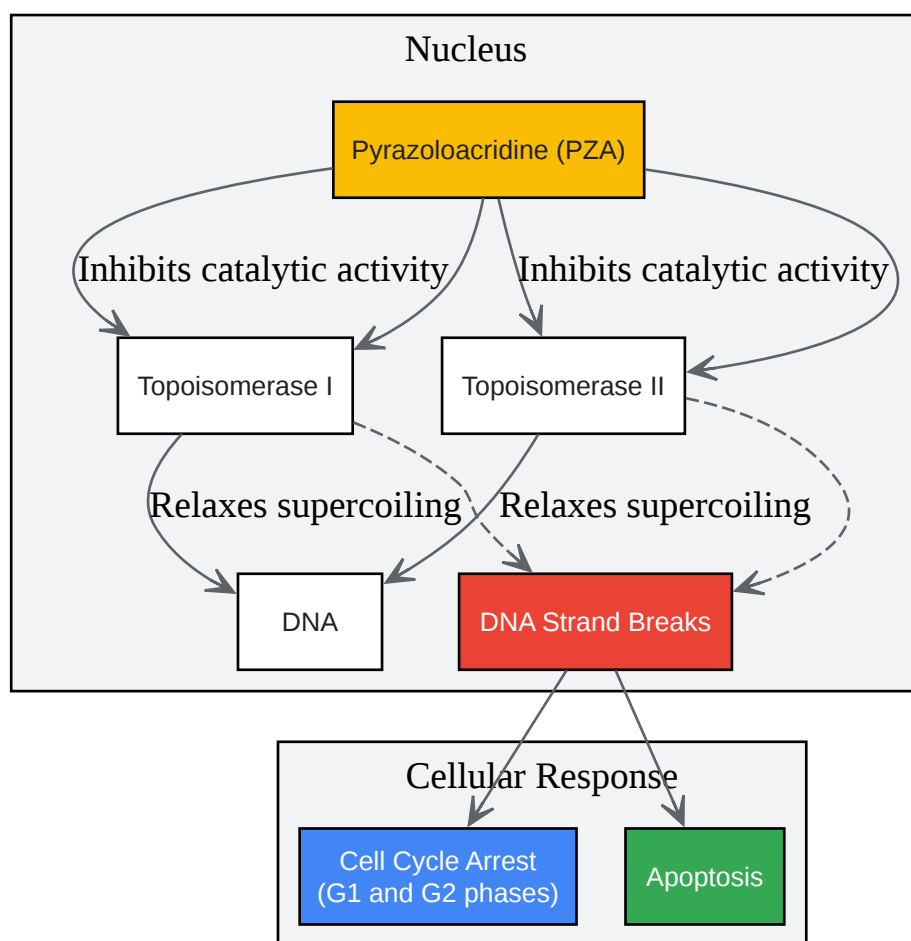 Nucleus
Pyrazoloacridine (PZA)
Inhibits catalytic activity
Inhibits catalytic activity
Topoisomerase I
Topoisomerase II
Relaxes supercoiling
Relaxes supercoiling
DNA
DNA Strand Breaks
Cellular Response
Cell Cycle Arrest
(G1 and G2 phases)
Apoptosis